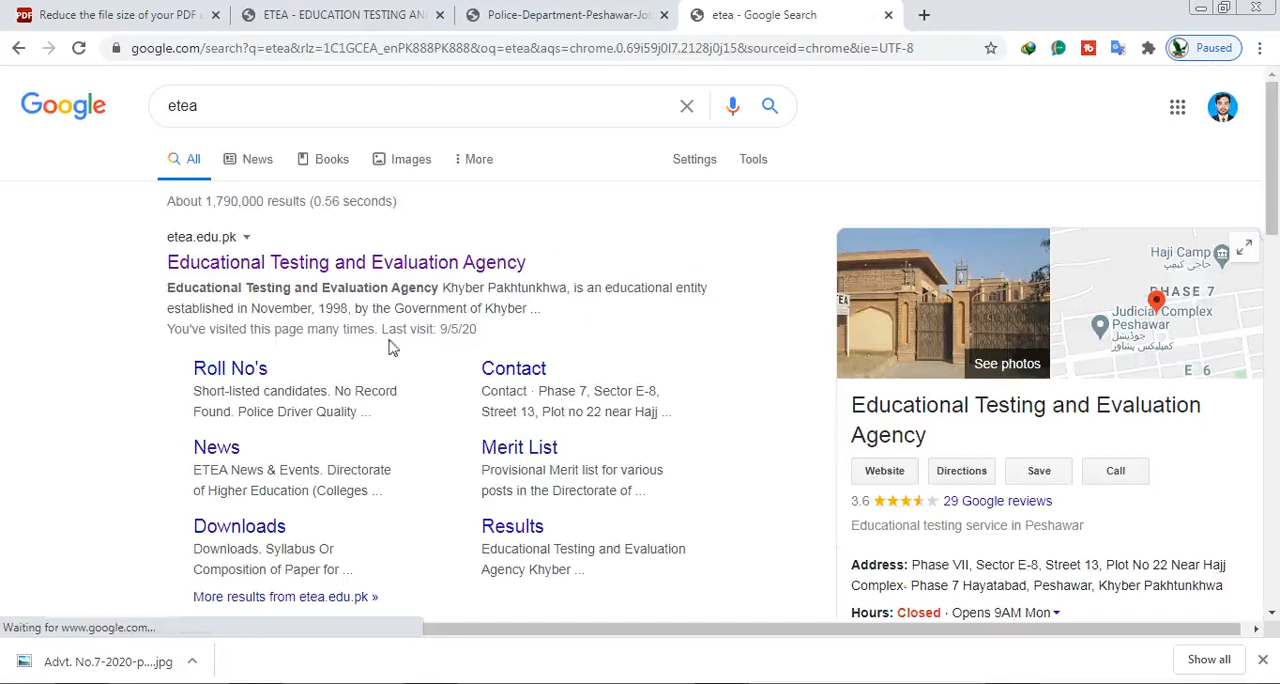 Reduce the file size of your PDF
ETEA - EDUCATION TESTING AN
Police-Department-Peshawar-Jol
etea - Google Search
google.com/search?q=etea&rlz=1C1GCEA_enPK888PK888&oq=etea&aqs=chrome.0.69i59j0l7.2128j0j15&sourceid=chrome&ie=UTF-8
Paused
Google
etea
All
News
Books
Images
More
Settings
Tools
About 1,790,000 results (0.56 seconds)
etea.edu.pk
Educational Testing and Evaluation Agency
Educational Testing and Evaluation Agency Khyber Pakhtunkhwa, is an educational entity
established in November, 1998, by the Government of Khyber ...
You've visited this page many times. Last visit: 9/5/20
Roll No's
Short-listed candidates. No Record
Found. Police Driver Quality ...
Contact
Contact · Phase 7, Sector E-8,
Street 13, Plot no 22 near Hajj ...
News
ETEA News & Events. Directorate
of Higher Education (Colleges ...
Merit List
Provisional Merit list for various
posts in the Directorate of ...
Downloads
Downloads. Syllabus Or
Composition of Paper for ...
Results
Educational Testing and Evaluation
Agency Khyber ...
More results from etea.edu.pk »
See photos
Haji Camp
حاجی کیمپ
PHASE 7
Judicial Complex
Peshawar
جوڈیشل
کمپلیکس پشاور
E 6
Educational Testing and Evaluation
Agency
Website
Directions
Save
Call
3.6
29 Google reviews
Educational testing service in Peshawar
Address: Phase VII, Sector E-8, Street 13, Plot No 22 Near Hajj
Complex- Phase 7 Hayatabad, Peshawar, Khyber Pakhtunkhwa
Hours: Closed · Opens 9AM Mon
Waiting for www.google.com...
Advt. No.7-2020-p....jpg
Show all